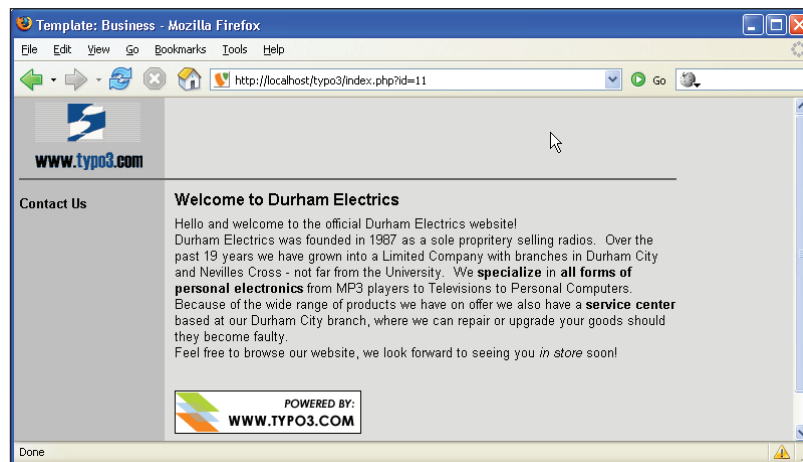 Template: Business - Mozilla Firefox
File Edit View Go Bookmarks Tools Help
http://localhost/typo3/index.php?id=11
Go
www.typo3.com
Contact Us
Welcome to Durham Electrics
Hello and welcome to the official Durham Electrics website!
Durham Electrics was founded in 1987 as a sole propritery selling radios. Over the
past 19 years we have grown into a Limited Company with branches in Durham City
and Nevilles Cross - not far from the University. We specialize in all forms of
personal electronics from MP3 players to Televisions to Personal Computers.
Because of the wide range of products we have on offer we also have a service center
based at our Durham City branch, where we can repair or upgrade your goods should
they become faulty.
Feel free to browse our website, we look forward to seeing you in store soon!
POWERED BY:
WWW.TYPO3.COM
Done